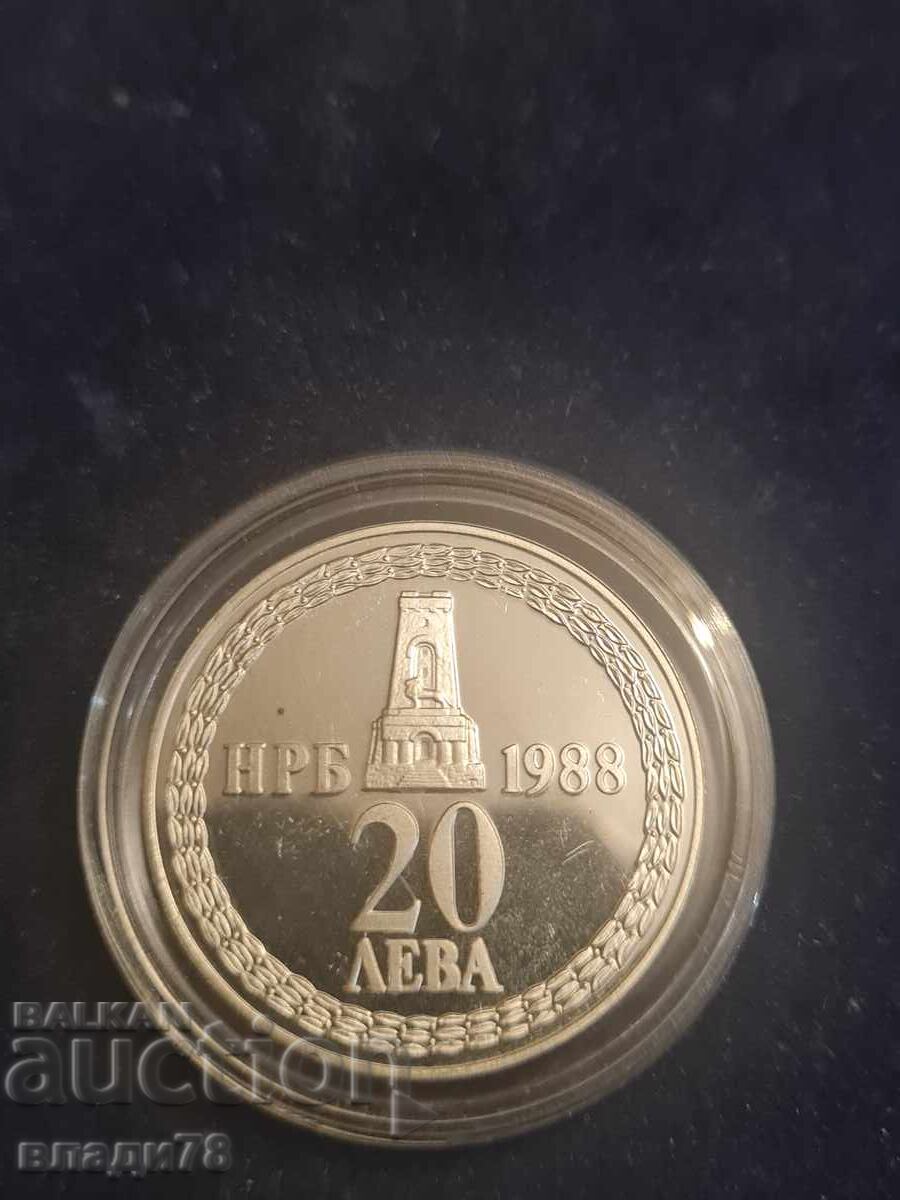 НРБ 1988
20
ЛЕВА
BALKAN
auction
влади78